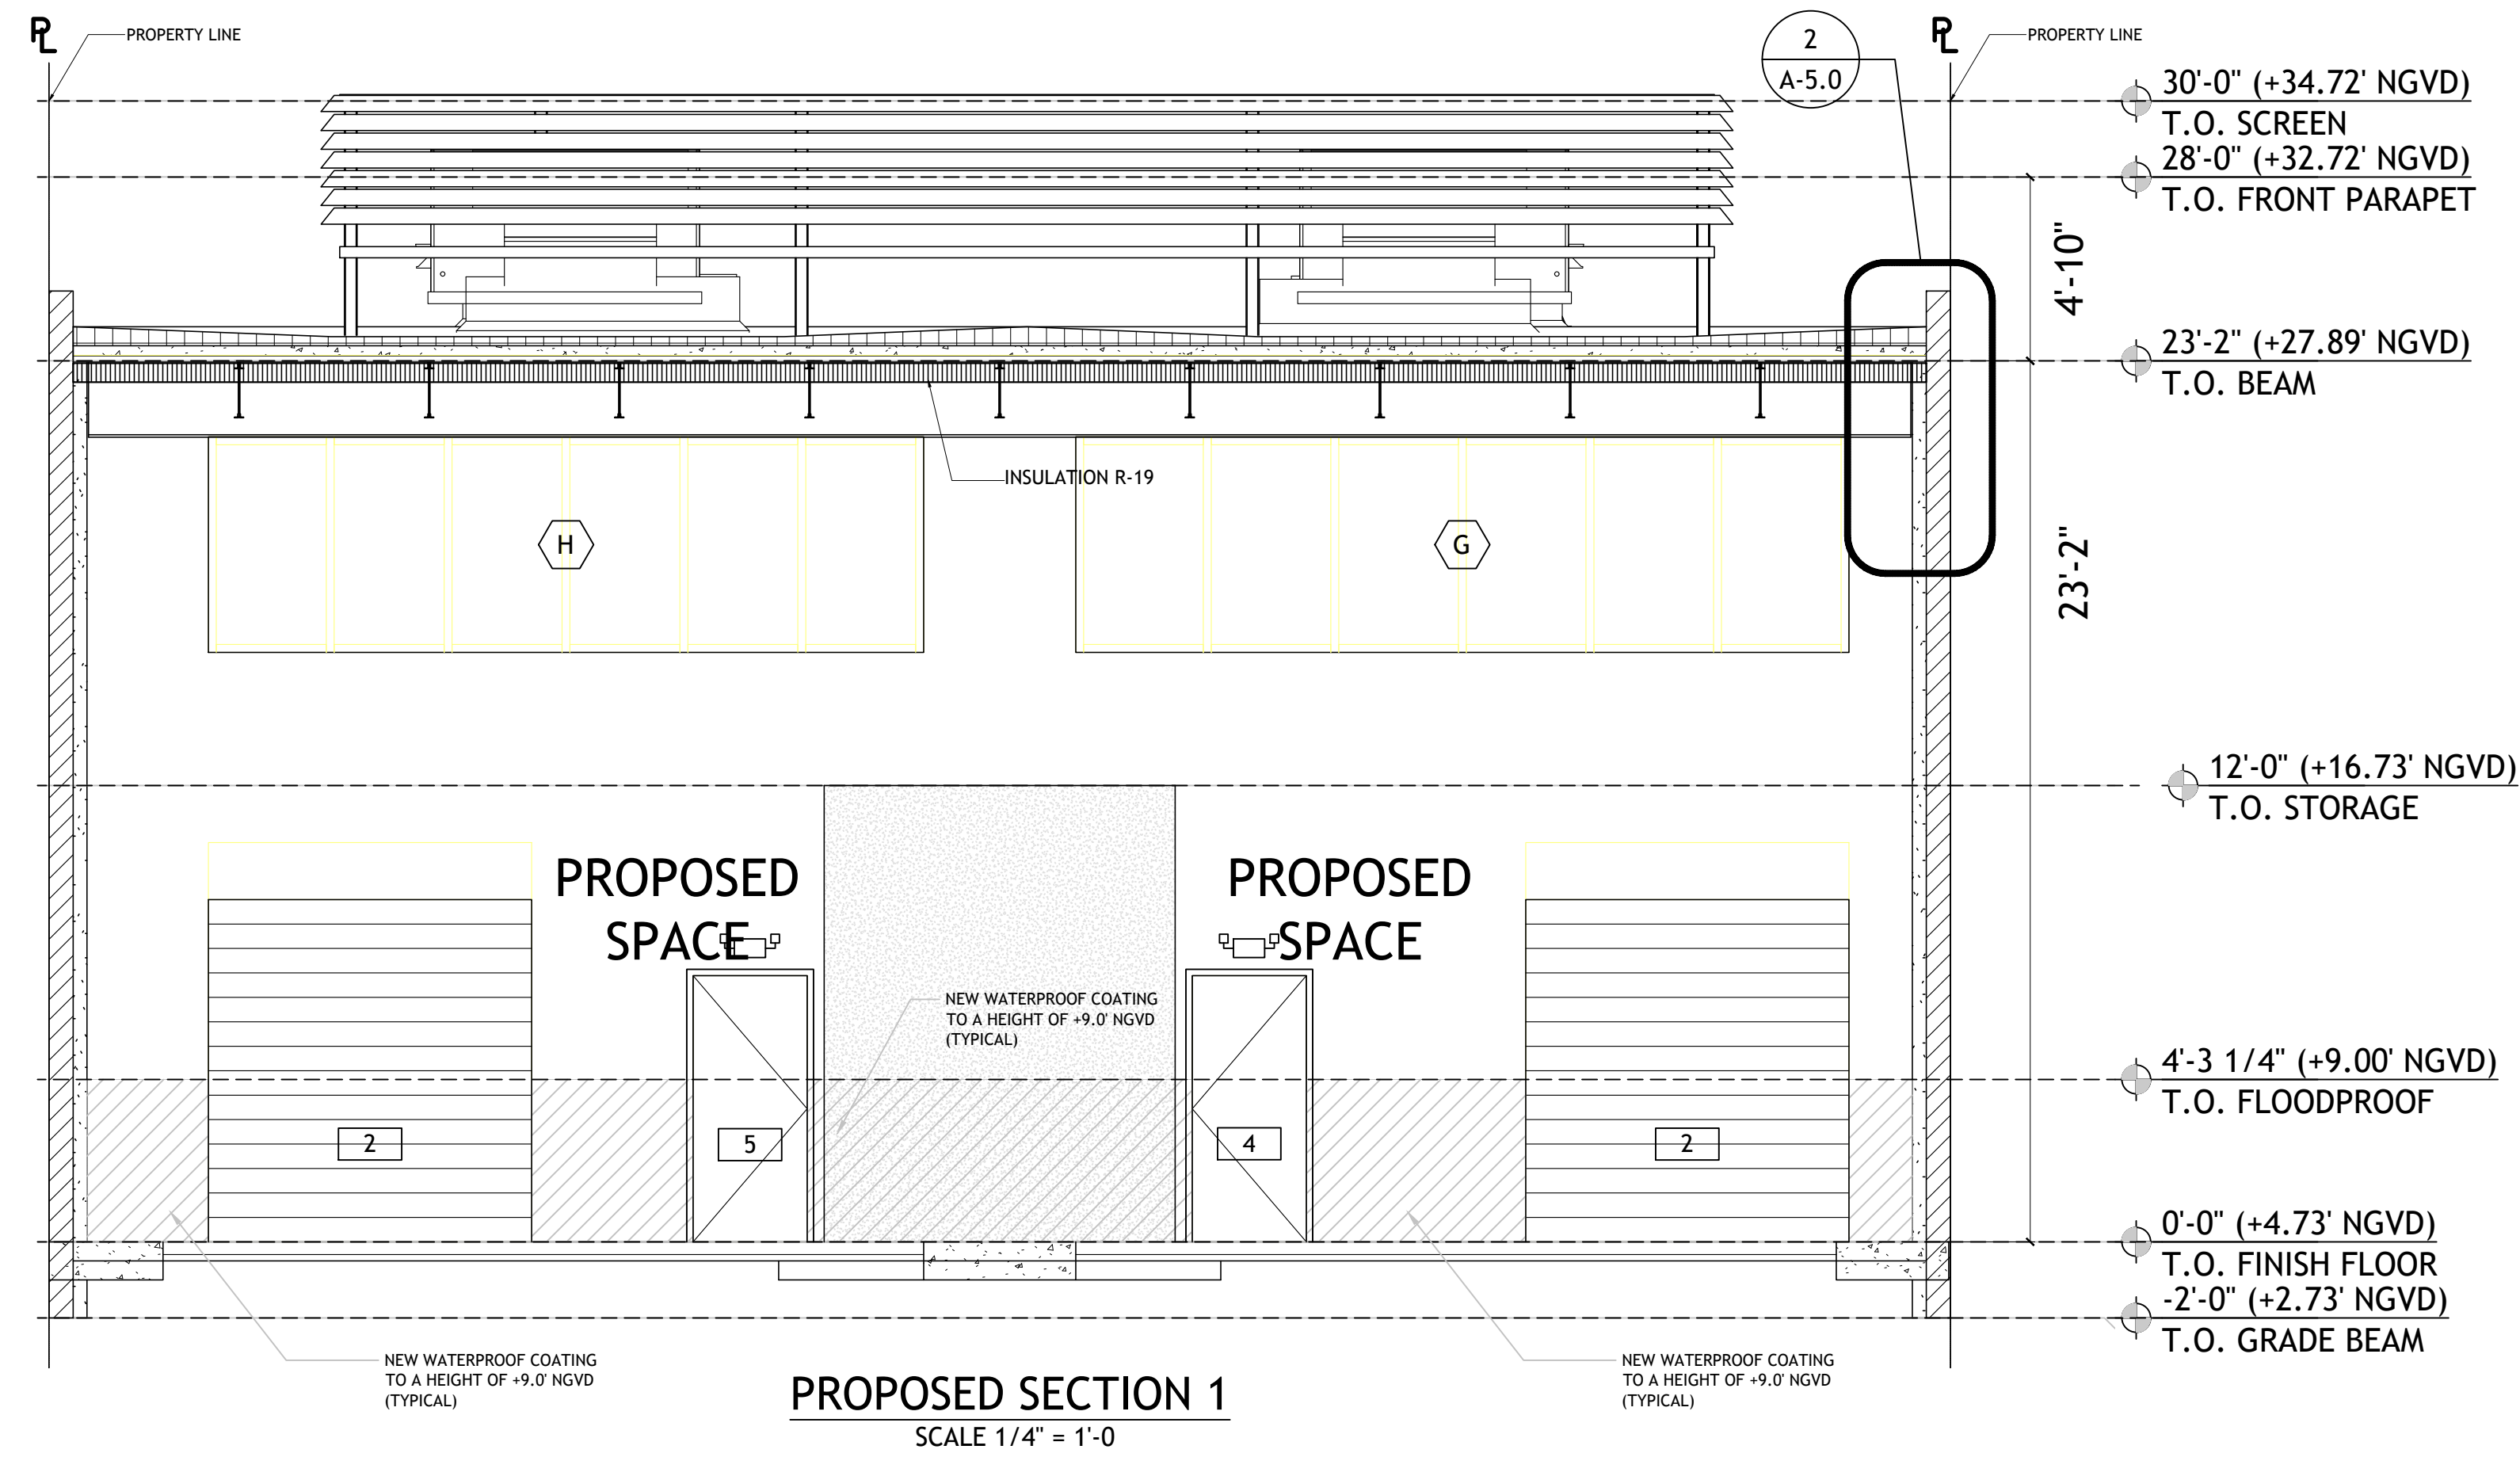 PL
PROPERTY LINE
2
A-5.0
PL
PROPERTY LINE
30'-0" (+34.72' NGVD)
T.O. SCREEN
28'-0" (+32.72' NGVD)
T.O. FRONT PARAPET
4'-10"
23'-2" (+27.89' NGVD)
T.O. BEAM
INSULATION R-19
H
G
23'-2"
12'-0" (+16.73' NGVD)
T.O. STORAGE
PROPOSED
SPACE
PROPOSED
SPACE
NEW WATERPROOF COATING
TO A HEIGHT OF +9.0' NGVD
(TYPICAL)
4'-3 1/4" (+9.00' NGVD)
T.O. FLOODPROOF
2
5
4
2
0'-0" (+4.73' NGVD)
T.O. FINISH FLOOR
-2'-0" (+2.73' NGVD)
T.O. GRADE BEAM
NEW WATERPROOF COATING
TO A HEIGHT OF +9.0' NGVD
(TYPICAL)
NEW WATERPROOF COATING
TO A HEIGHT OF +9.0' NGVD
(TYPICAL)
PROPOSED SECTION 1
SCALE 1/4" = 1'-0